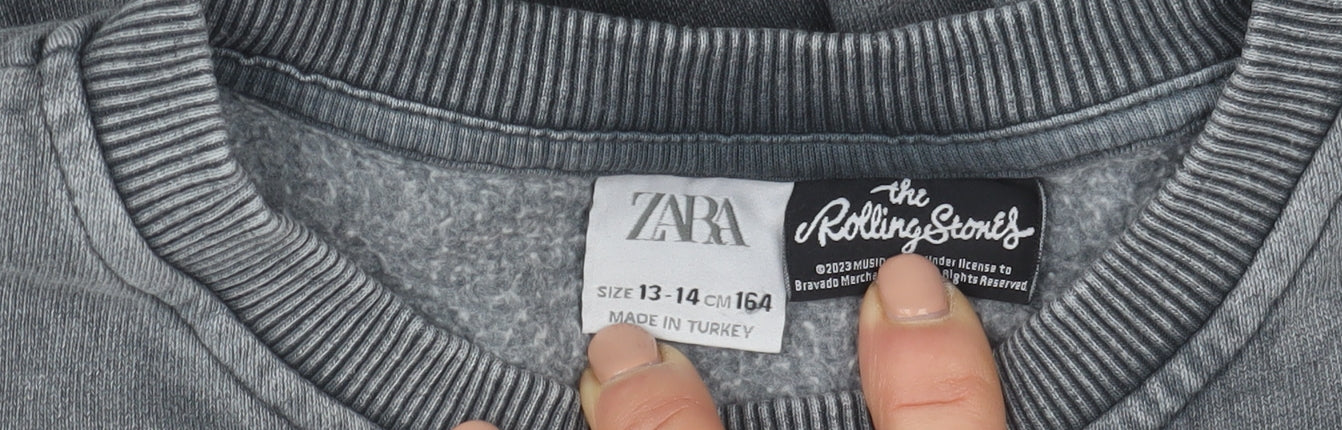 ZARA
SIZE 13-14 CM 164
MADE IN TURKEY
the
Rolling Stones
©2023 MUSID under license to
Bravado Rights Reserved